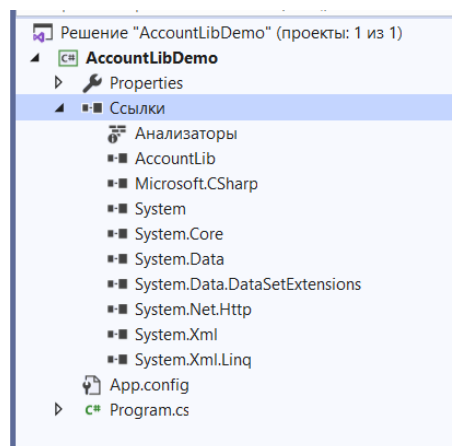 Решение "AccountLibDemo" (проекты: 1 из 1)
C# AccountLibDemo
Properties
Ссылки
Анализаторы
AccountLib
Microsoft.CSharp
System
System.Core
System.Data
System.Data.DataSetExtensions
System.Net.Http
System.Xml
System.Xml.Linq
App.config
C# Program.cs